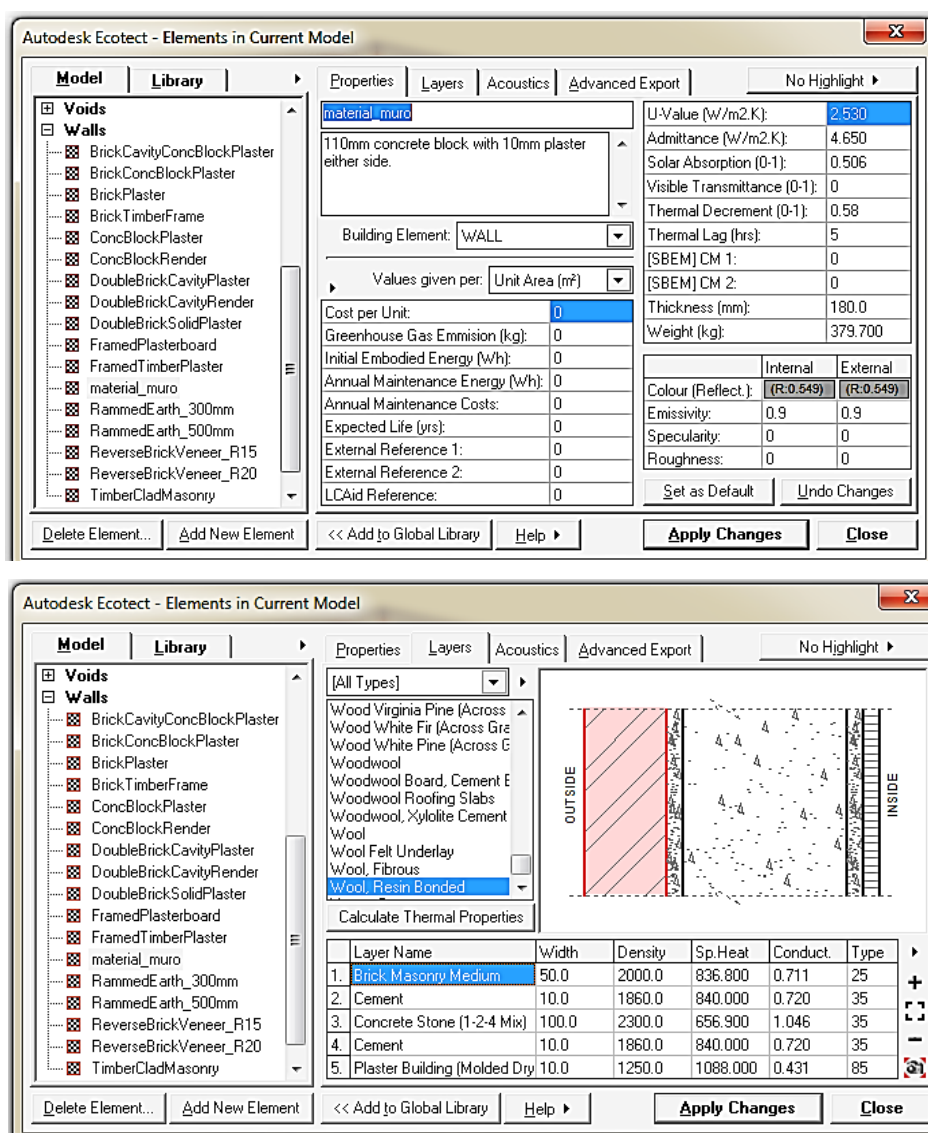 Autodesk Ecotect - Elements in Current Model
Model Library
Properties Layers Acoustics Advanced Export No Highlight
Voids
Walls
BrickCavityConcBlockPlaster
BrickConcBlockPlaster
BrickPlaster
BrickTimberFrame
ConcBlockPlaster
ConcBlockRender
DoubleBrickCavityPlaster
DoubleBrickCavityRender
DoubleBrickSolidPlaster
FramedPlasterboard
FramedTimberPlaster
material_muro
RammedEarth_300mm
RammedEarth_500mm
ReverseBrickVeneer_R15
ReverseBrickVeneer_R20
TimberCladMasonry
material_muro
110mm concrete block with 10mm plaster
either side.
Building Element: WALL
Values given per: Unit Area (m²)
Cost per Unit: 0
Greenhouse Gas Emmision (kg): 0
Initial Embodied Energy (Wh): 0
Annual Maintenance Energy (Wh): 0
Annual Maintenance Costs: 0
Expected Life (yrs): 0
External Reference 1: 0
External Reference 2: 0
LCAid Reference: 0
U-Value (W/m2.K): 2.530
Admittance (W/m2.K): 4.650
Solar Absorption (0-1): 0.506
Visible Transmittance (0-1): 0
Thermal Decrement (0-1): 0.58
Thermal Lag (hrs): 5
[SBEM] CM 1: 0
[SBEM] CM 2: 0
Thickness (mm): 180.0
Weight (kg): 379.700
Internal External
Colour (Reflect.): (R:0.549) (R:0.549)
Emissivity: 0.9 0.9
Specularity: 0 0
Roughness: 0 0
Set as Default Undo Changes
Delete Element... Add New Element << Add to Global Library Help Apply Changes Close
Autodesk Ecotect - Elements in Current Model
Model Library
Properties Layers Acoustics Advanced Export No Highlight
Voids
Walls
BrickCavityConcBlockPlaster
BrickConcBlockPlaster
BrickPlaster
BrickTimberFrame
ConcBlockPlaster
ConcBlockRender
DoubleBrickCavityPlaster
DoubleBrickCavityRender
DoubleBrickSolidPlaster
FramedPlasterboard
FramedTimberPlaster
material_muro
RammedEarth_300mm
RammedEarth_500mm
ReverseBrickVeneer_R15
ReverseBrickVeneer_R20
TimberCladMasonry
[All Types]
Wood Virginia Pine (Across
Wood White Fir (Across Gra
Wood White Pine (Across G
Woodwool
Woodwool Board, Cement B
Woodwool Roofing Slabs
Woodwool, Xylolite Cement
Wool
Wool Felt Underlay
Wool, Fibrous
Wool, Resin Bonded
Calculate Thermal Properties
OUTSIDE
INSIDE
Layer Name Width Density Sp.Heat Conduct. Type
1. Brick Masonry Medium 50.0 2000.0 836.800 0.711 25
2. Cement 10.0 1860.0 840.000 0.720 35
3. Concrete Stone (1-2-4 Mix) 100.0 2300.0 656.900 1.046 35
4. Cement 10.0 1860.0 840.000 0.720 35
5. Plaster Building (Molded Dry 10.0 1250.0 1088.000 0.431 85
Delete Element... Add New Element << Add to Global Library Help Apply Changes Close